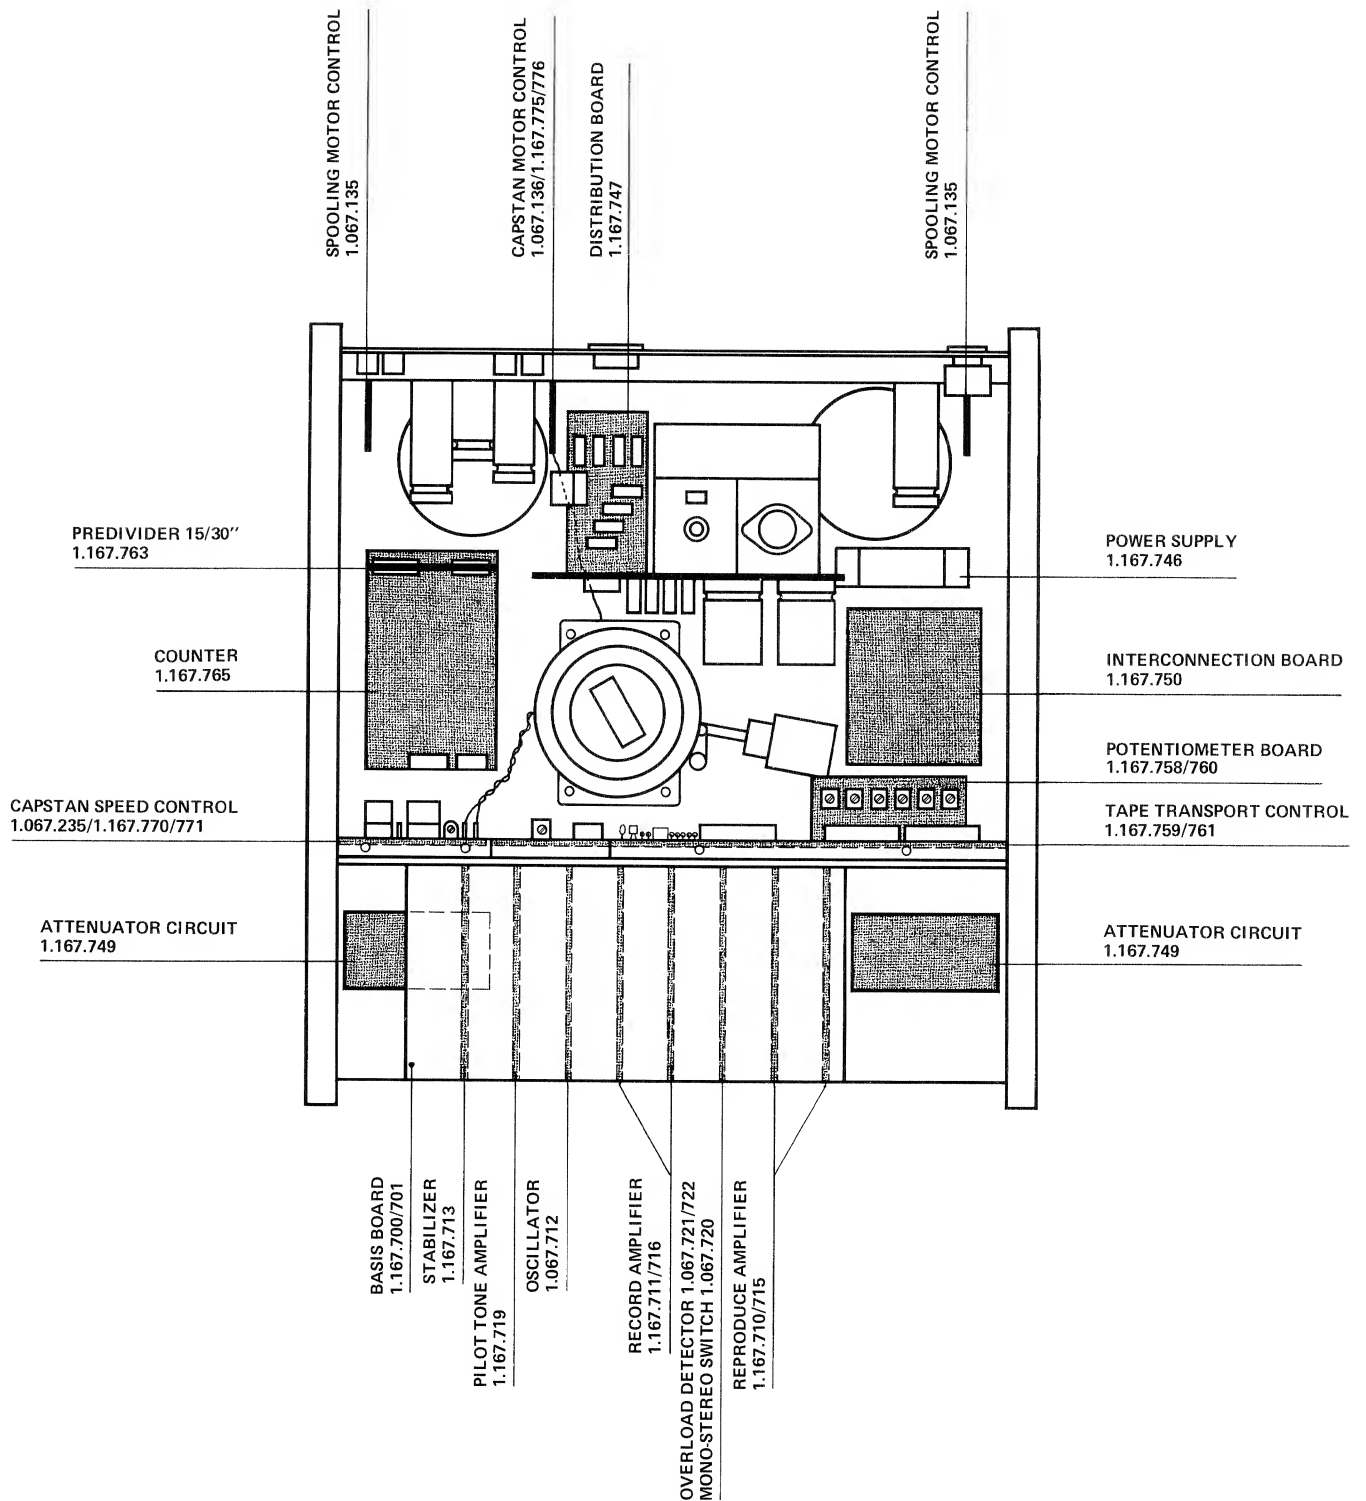 SPOOLING MOTOR CONTROL
1.067.135
CAPSTAN MOTOR CONTROL
1.067.136/1.167.775/776
DISTRIBUTION BOARD
1.167.747
SPOOLING MOTOR CONTROL
1.067.135
PREDIVIDER 15/30’’
1.167.763
COUNTER
1.167.765
CAPSTAN SPEED CONTROL
1.067.235/1.167.770/771
ATTENUATOR CIRCUIT
1.167.749
POWER SUPPLY
1.167.746
INTERCONNECTION BOARD
1.167.750
POTENTIOMETER BOARD
1.167.758/760
TAPE TRANSPORT CONTROL
1.167.759/761
ATTENUATOR CIRCUIT
1.167.749
BASIS BOARD
1.167.700/701
STABILIZER
1.167.713
PILOT TONE AMPLIFIER
1.167.719
OSCILLATOR
1.067.712
RECORD AMPLIFIER
1.167.711/716
OVERLOAD DETECTOR 1.067.721/722
MONO-STEREO SWITCH 1.067.720
REPRODUCE AMPLIFIER
1.167.710/715